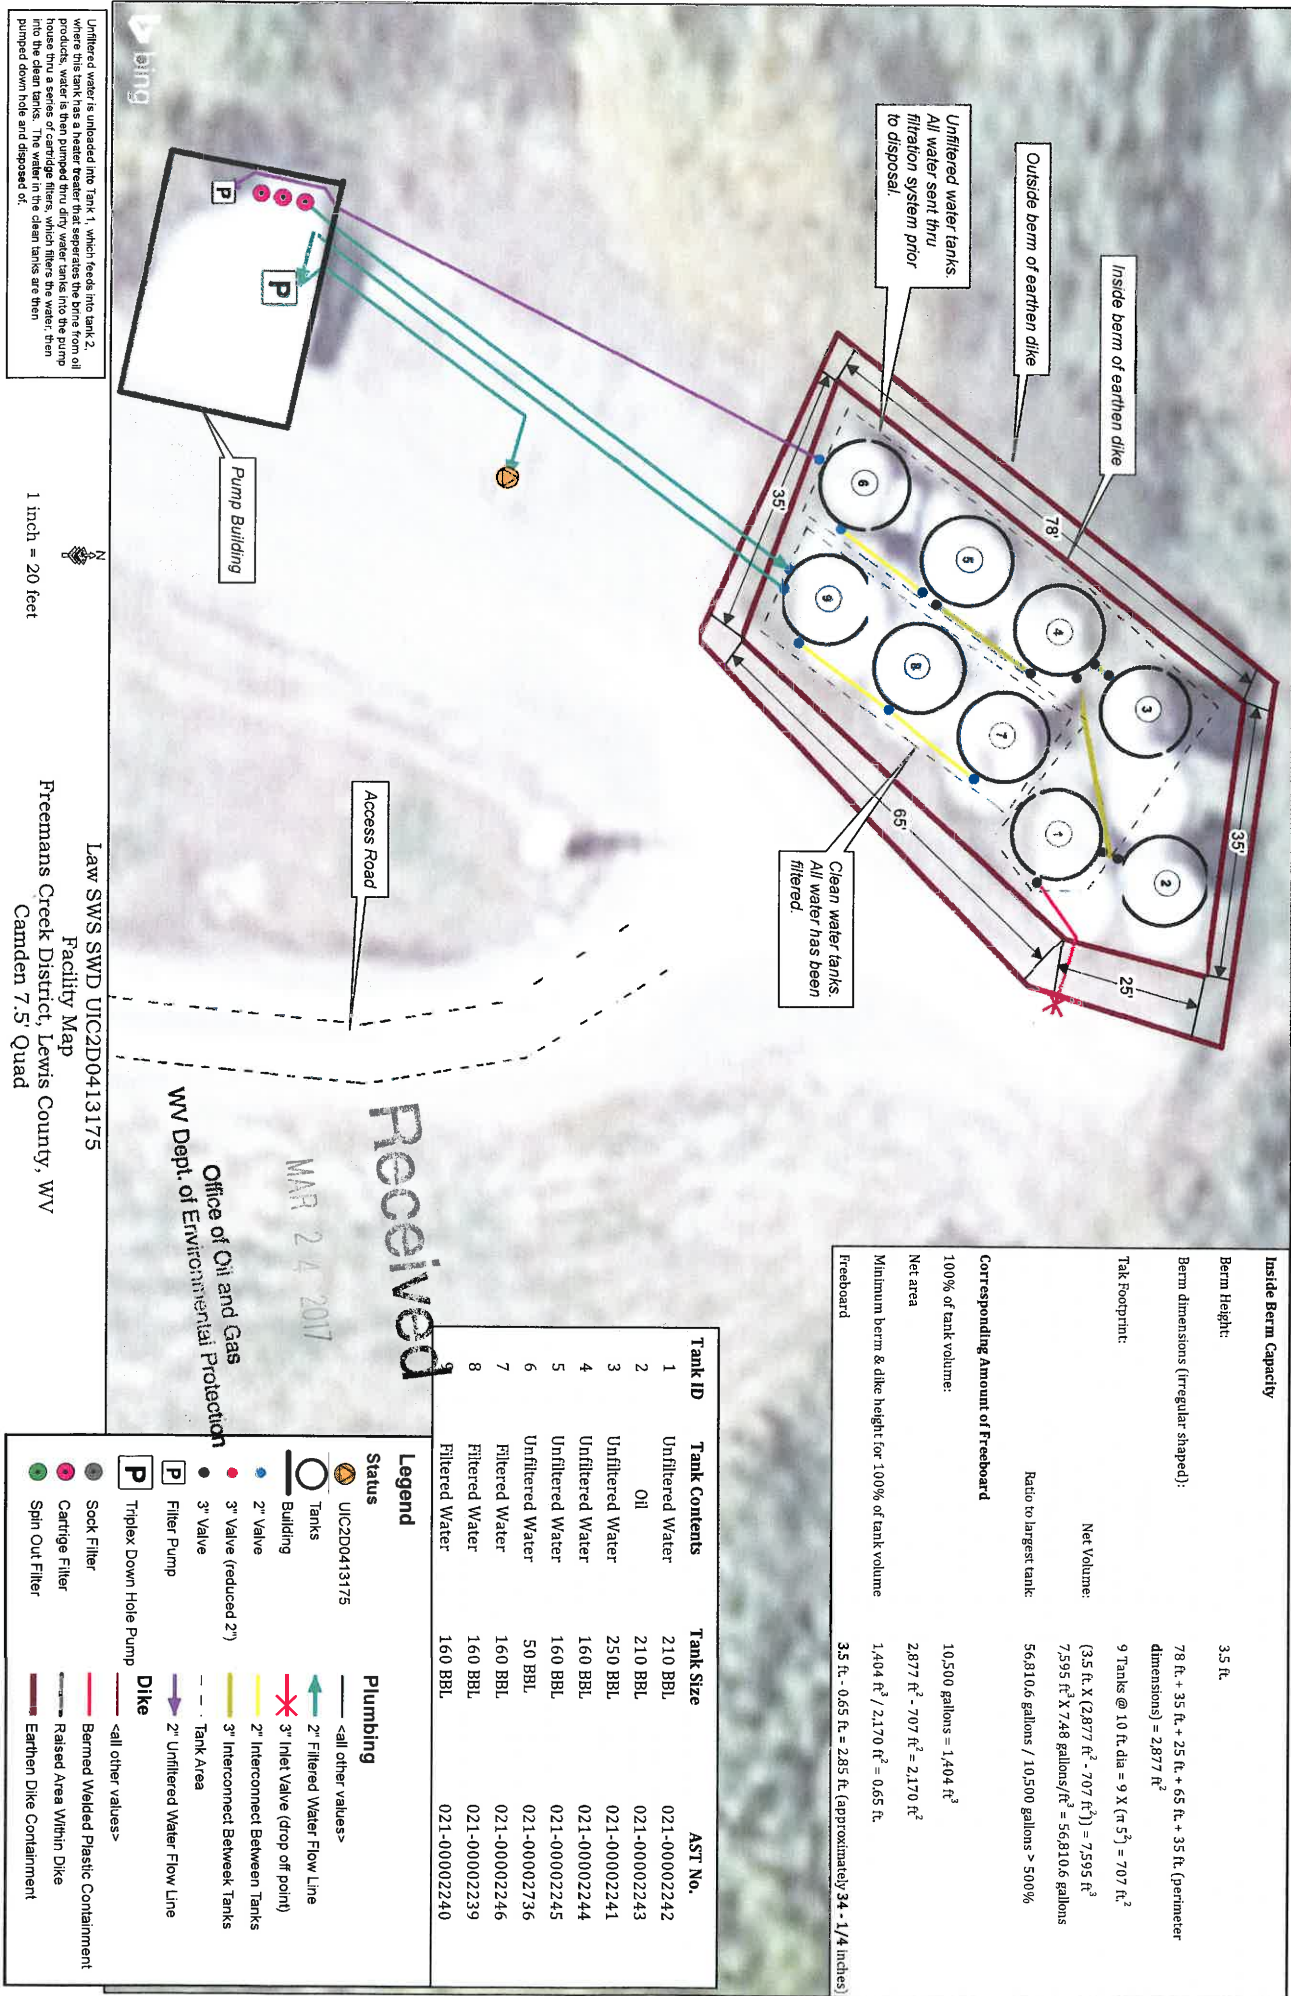 Inside Berm Capacity
Berm Height: 3.5 ft.
Berm dimensions (irregular shaped): 78 ft. + 35 ft. + 25 ft. + 65 ft. + 35 ft. (perimeter
dimensions) = 2,877 ft²
Tak Footprint: 9 Tanks @ 10 ft. dia = 9 X (π 5²) = 707 ft.²
Net Volume: (3.5 ft. X (2,877 ft² - 707 ft²)) = 7,595 ft³
7,595 ft³ X 7.48 gallons/ft³ = 56,810.6 gallons
Ratio to largest tank: 56,810.6 gallons / 10,500 gallons > 500%
Corresponding Amount of Freeboard
100% of tank volume: 10,500 gallons = 1,404 ft³
Net area 2,877 ft² - 707 ft² = 2,170 ft²
Minimum berm & dike height for 100% of tank volume 1,404 ft³ / 2,170 ft² = 0.65 ft.
Freeboard 3.5 ft. - 0.65 ft. = 2.85 ft. (approximately 34 - 1/4 inches)
Inside berm of earthen dike
Outside berm of earthen dike
Unfiltered water tanks.
All water sent thru
filtration system prior
to disposal.
78'
35'
35'
25'
65'
1
2
3
4
5
6
7
8
9
Clean water tanks.
All water has been
filtered.
P
P
Pump Building
Access Road
bing
Tank ID Tank Contents Tank Size AST No.
1 Unfiltered Water 210 BBL 021-00002242
2 Oil 210 BBL 021-00002243
3 Unfiltered Water 250 BBL 021-00002241
4 Unfiltered Water 160 BBL 021-00002244
5 Unfiltered Water 160 BBL 021-00002245
6 Unfiltered Water 50 BBL 021-00002736
7 Filtered Water 160 BBL 021-00002246
8 Filtered Water 160 BBL 021-00002239
9 Filtered Water 160 BBL 021-00002240
Received
MAR 24 2017
Office of Oil and Gas
WV Dept. of Environmental Protection
Legend
Status
UIC2D0413175
Tanks
Building
2" Valve
3" Valve (reduced 2")
3" Valve
P Filter Pump
P Triplex Down Hole Pump
Sock Filter
Cartrige Filter
Spin Out Filter
Plumbing
<all other values>
2" Filtered Water Flow Line
3" Inlet Valve (drop off point)
2" Interconnect Between Tanks
3" Interconnect Betweek Tanks
Tank Area
2" Unfiltered Water Flow Line
Dike
<all other values>
Bermed Welded Plastic Containment
Raised Area Within Dike
Earthen Dike Containment
Unfiltered water is unloaded into Tank 1, which feeds into tank 2,
where this tank has a heater treater that seperates the brine from oil
products, water is then pumped thru dirty water tanks into the pump
house thru a series of cartridge filters, which filters the water, then
into the clean tanks. The water in the clean tanks are then
pumped down hole and disposed of.
N
1 inch = 20 feet
Law SWS SWD UIC2D0413175
Facility Map
Freemans Creek District, Lewis County, WV
Camden 7.5' Quad